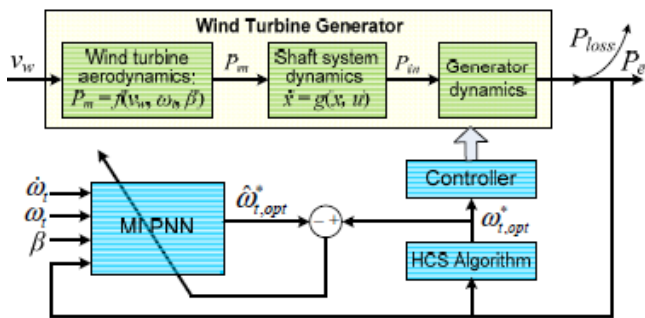 Wind Turbine Generator
v_w
Wind turbine
aerodynamics:
P_m = f(v_w, ω_t, β)
P_m
Shaft system
dynamics
ẋ = g(x, u)
P_in
Generator
dynamics
P_loss
P_e
ω̇_t
ω_t
β
MLPNN
ω̂*_t,opt
- +
Controller
ω*_t,opt
HCS Algorithm